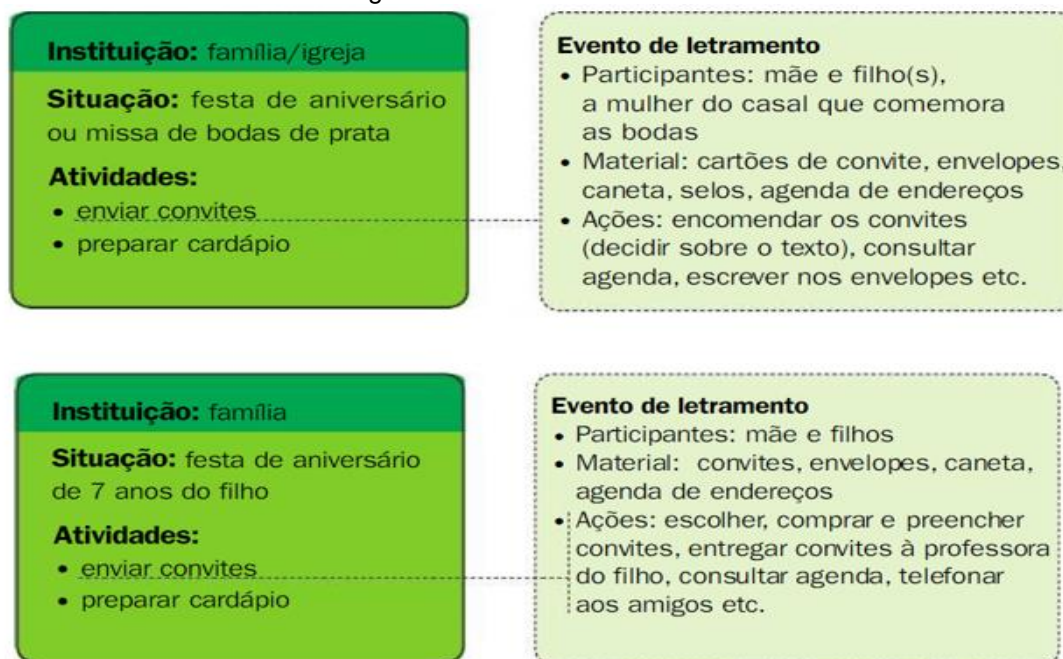 Instituição: família/igreja
Situação: festa de aniversário
ou missa de bodas de prata
Atividades:
• enviar convites
• preparar cardápio
Evento de letramento
• Participantes: mãe e filho(s),
a mulher do casal que comemora
as bodas
• Material: cartões de convite, envelopes,
caneta, selos, agenda de endereços
• Ações: encomendar os convites
(decidir sobre o texto), consultar
agenda, escrever nos envelopes etc.
Instituição: família
Situação: festa de aniversário
de 7 anos do filho
Atividades:
• enviar convites
• preparar cardápio
Evento de letramento
• Participantes: mãe e filhos
• Material: convites, envelopes, caneta,
agenda de endereços
• Ações: escolher, comprar e preencher
convites, entregar convites à professora
do filho, consultar agenda, telefonar
aos amigos etc.